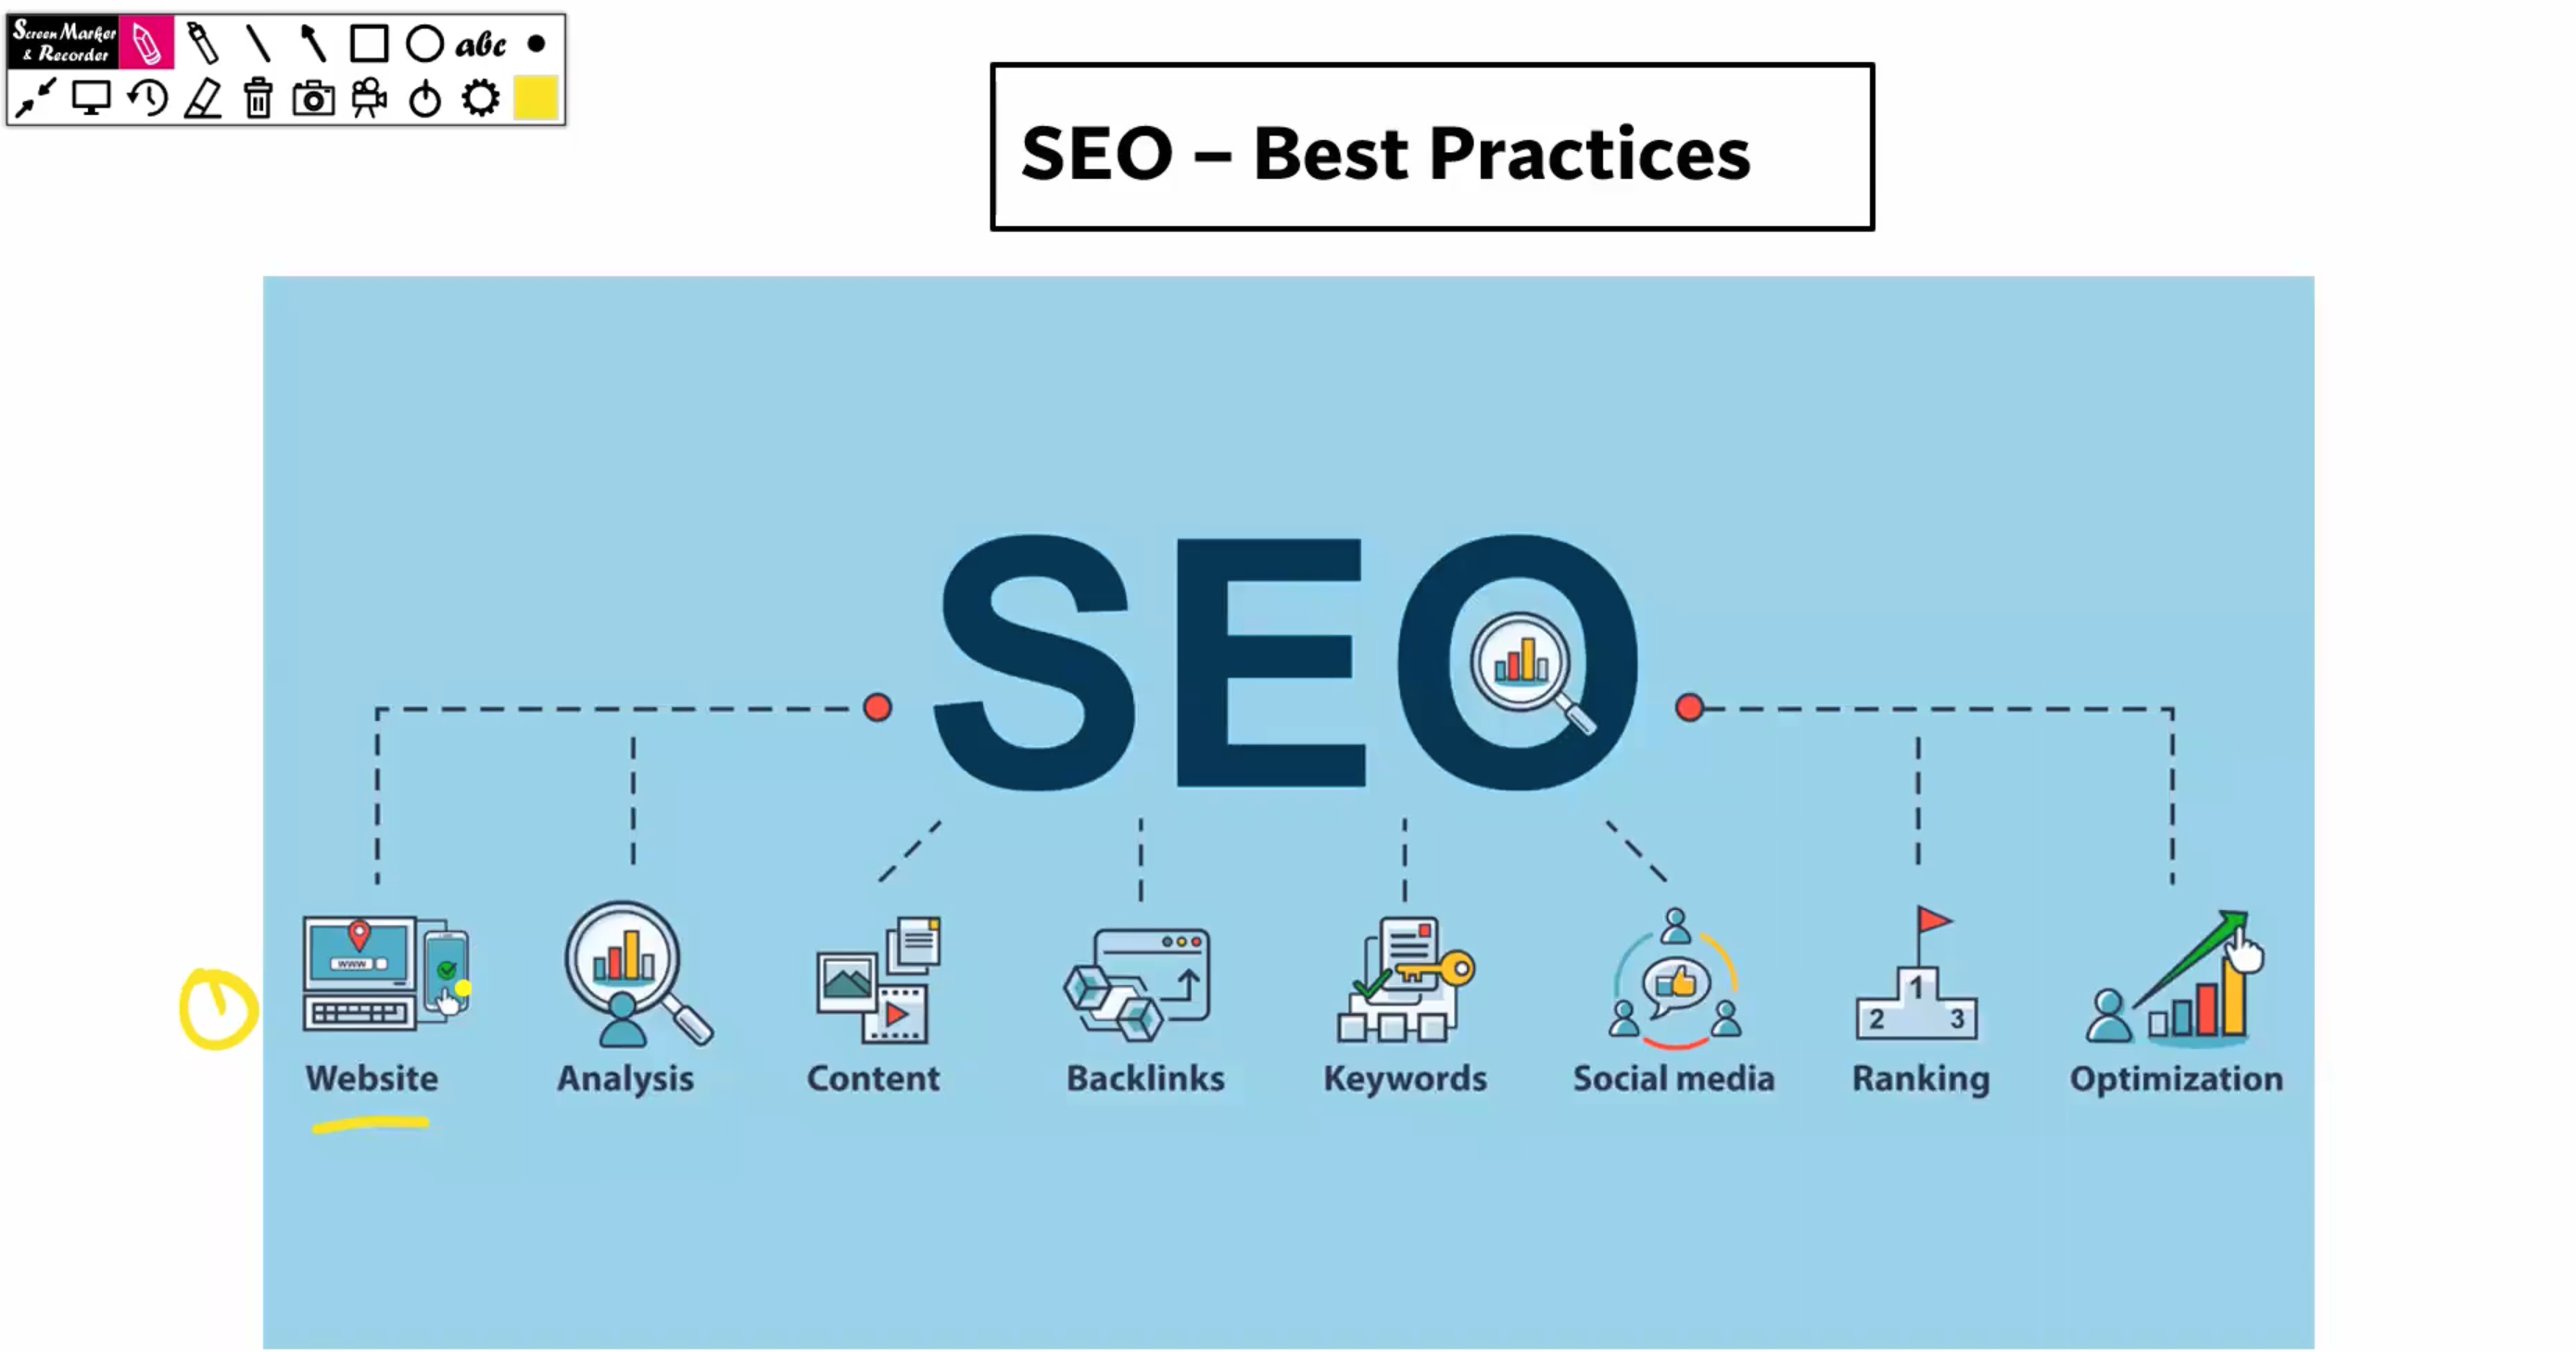 Screen Marker
& Recorder
abc
SEO – Best Practices
SEO
www
1
2 3
Website Analysis Content Backlinks Keywords Social media Ranking Optimization